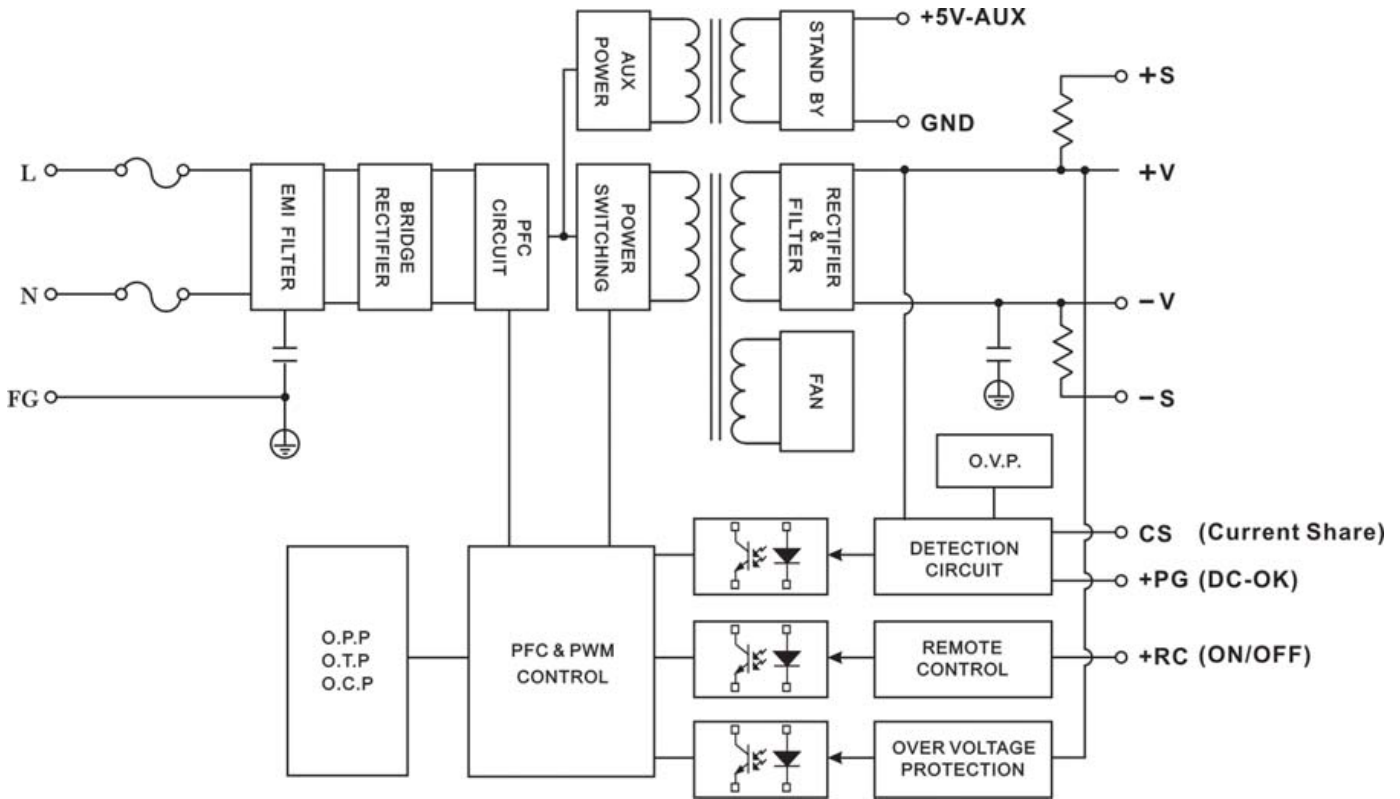 +5V-AUX
AUX
POWER
STAND BY
GND
+S
L
EMI FILTER
BRIDGE
RECTIFIER
PFC
CIRCUIT
POWER
SWITCHING
RECTIFIER
&
FILTER
+V
N
−V
FG
FAN
−S
O.V.P.
DETECTION
CIRCUIT
CS (Current Share)
+PG (DC-OK)
O.P.P
O.T.P
O.C.P
PFC & PWM
CONTROL
REMOTE
CONTROL
+RC (ON/OFF)
OVER VOLTAGE
PROTECTION